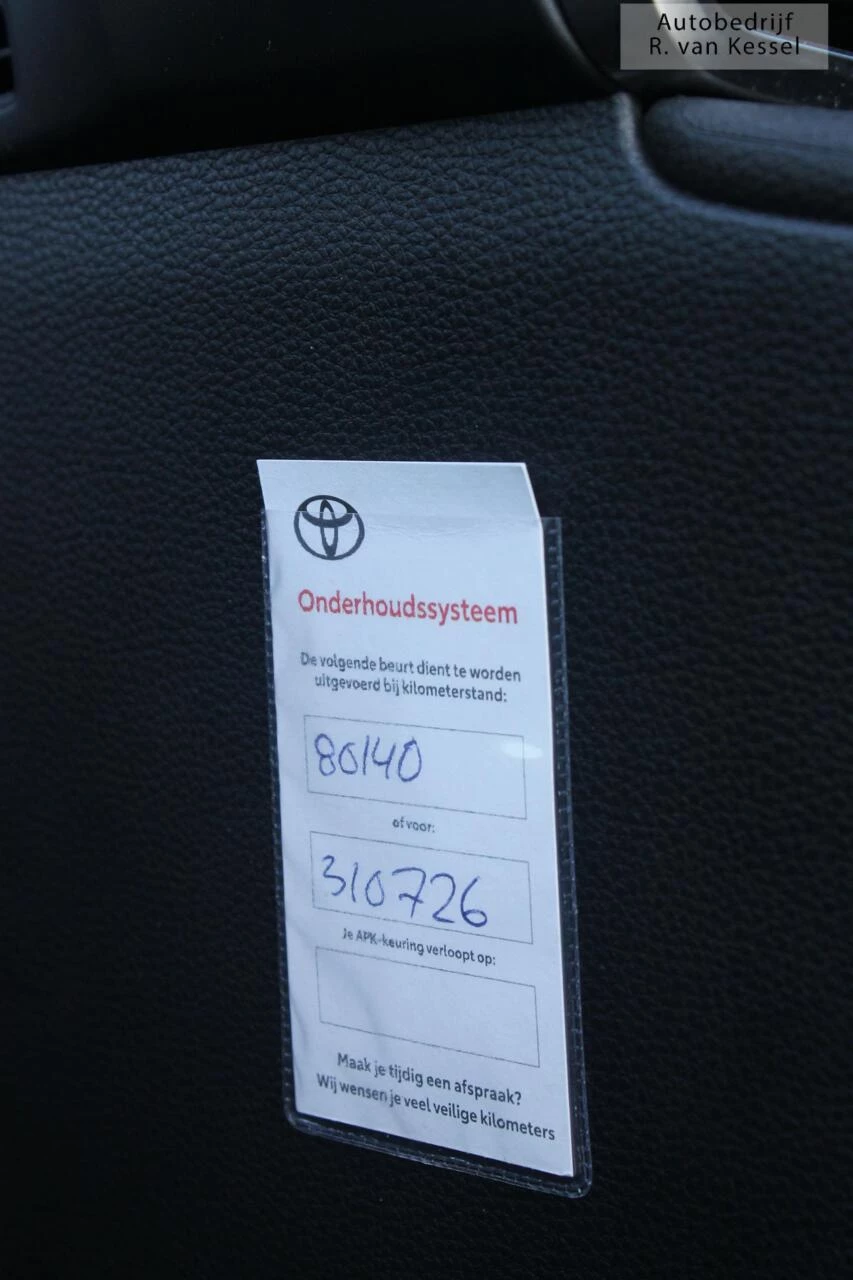 Autobedrijf
R. van Kessel
Onderhoudssysteem
De volgende beurt dient te worden
uitgevoerd bij kilometerstand:
80140
of voor:
310726
Je APK-keuring verloopt op:
Maak je tijdig een afspraak?
Wij wensen je veel veilige kilometers